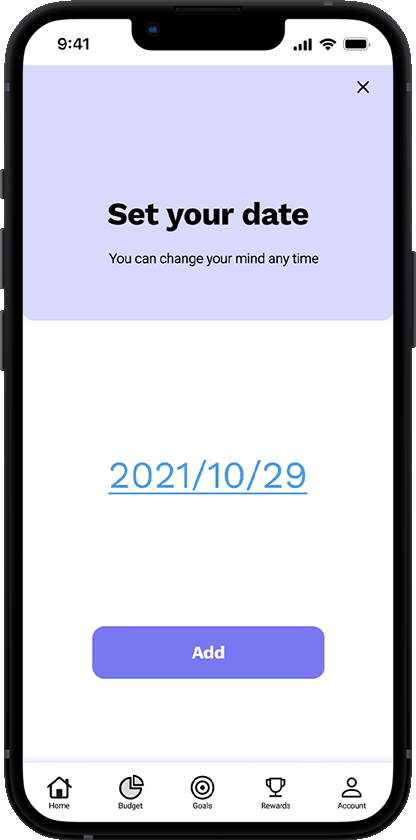 9:41
Set your date
You can change your mind any time
2021/10/29
Add
Home Budget Goals Rewards Account